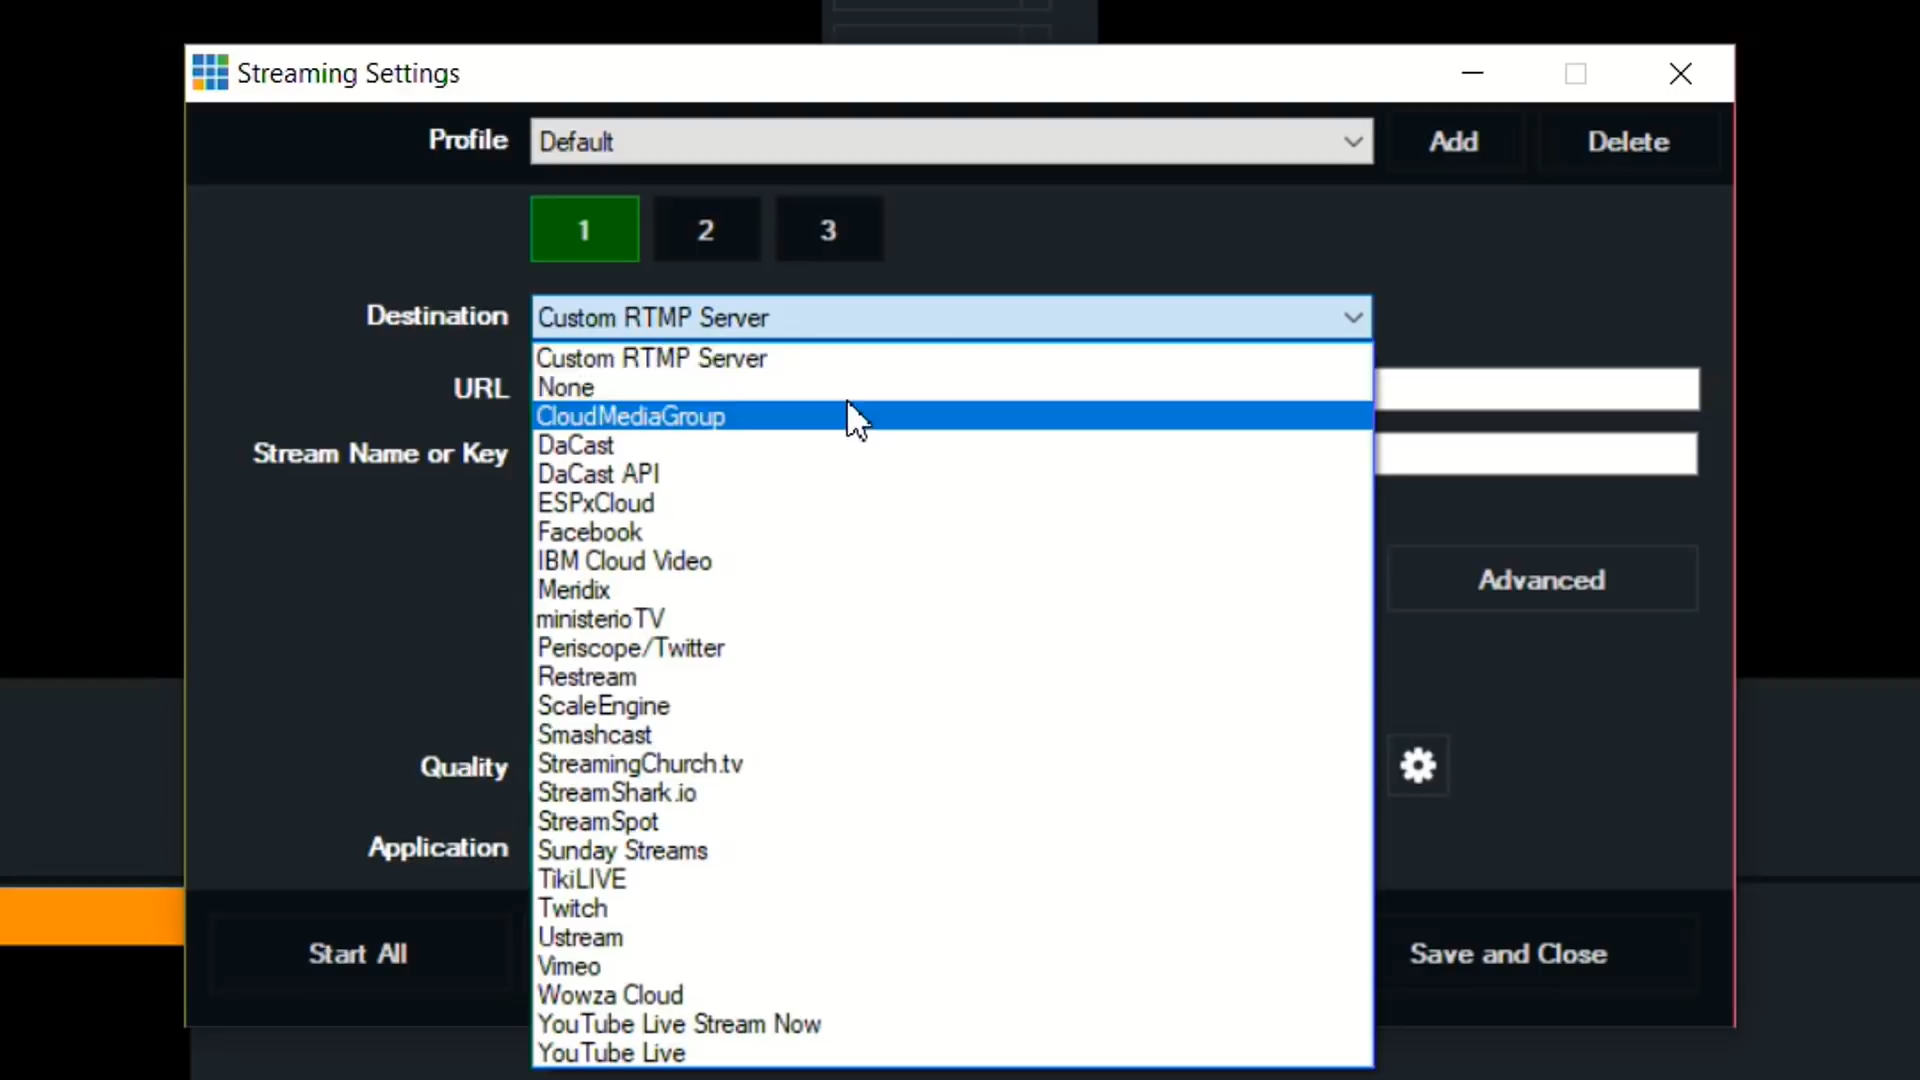 Streaming Settings
Profile Default Add Delete
1 2 3
Destination Custom RTMP Server
Custom RTMP Server
URL None
CloudMediaGroup
Stream Name or Key DaCast
DaCast API
ESPxCloud
Facebook
IBM Cloud Video
Advanced
Meridix
ministerioTV
Periscope/Twitter
Restream
ScaleEngine
Smashcast
Quality StreamingChurch.tv
StreamShark.io
StreamSpot
Application Sunday Streams
TikiLIVE
Twitch
Ustream
Start All Save and Close
Vimeo
Wowza Cloud
YouTube Live Stream Now
YouTube Live